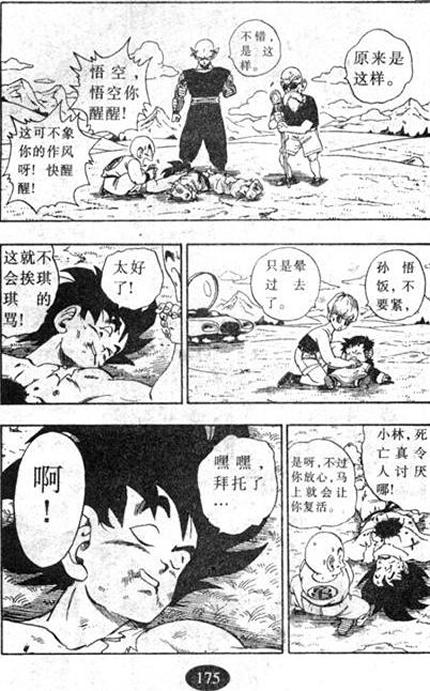 原来是
这样。
不错，
是这
样。
悟空，
悟空你
醒醒！
这可不象
你的作风
呀！快醒
醒！
孙悟
饭，不
要紧，
只是晕
过去
了。
太好
了！
这就不
会挨琪
琪的
骂！
小林，死
亡真令
人讨厌
哪！
是呀，不过
你放心，马
上就会让
你复活。
嘿嘿，
拜托了
…
啊！
175